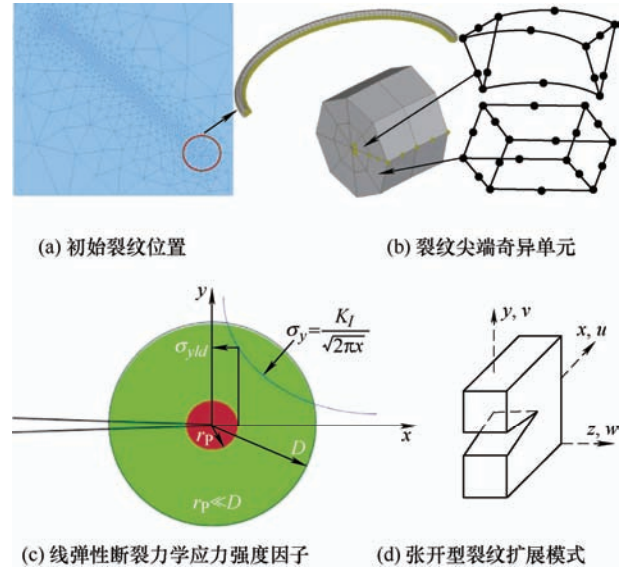 (a) 初始裂纹位置
(b) 裂纹尖端奇异单元
y
σ_y=K_I/√(2πx)
σ_yld
x
r_P
D
r_P≪D
y, v
x, u
z, w
(c) 线弹性断裂力学应力强度因子
(d) 张开型裂纹扩展模式